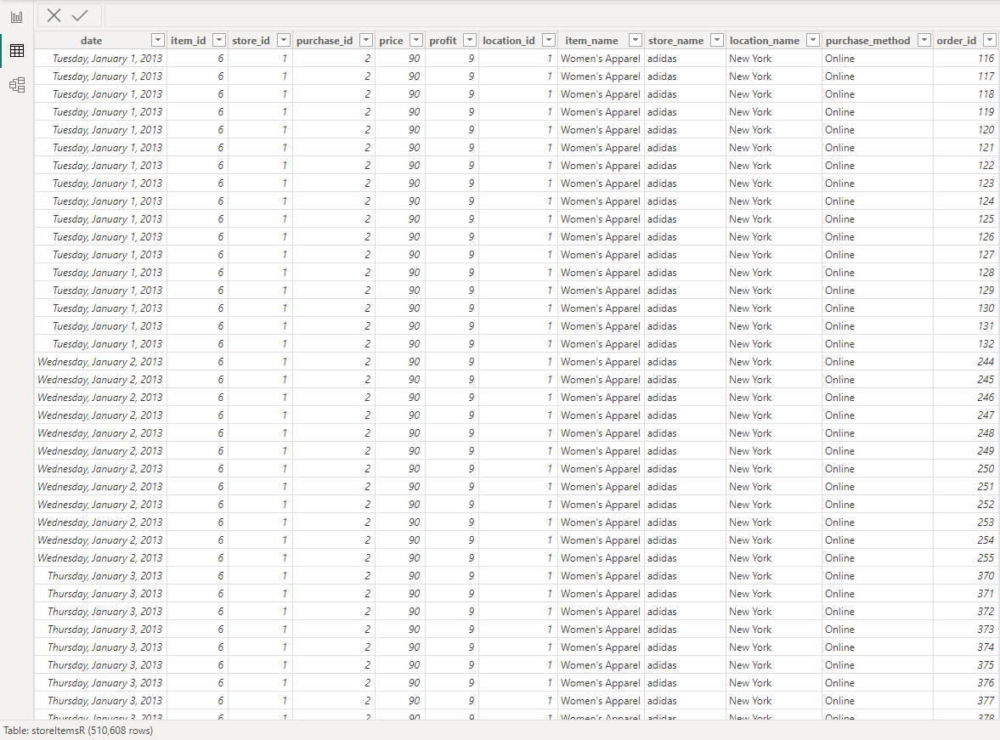 date item_id store_id purchase_id price profit location_id item_name store_name location_name purchase_method order_id
Tuesday, January 1, 2013 6 1 2 90 9 1 Women's Apparel adidas New York Online 116
Tuesday, January 1, 2013 6 1 2 90 9 1 Women's Apparel adidas New York Online 117
Tuesday, January 1, 2013 6 1 2 90 9 1 Women's Apparel adidas New York Online 118
Tuesday, January 1, 2013 6 1 2 90 9 1 Women's Apparel adidas New York Online 119
Tuesday, January 1, 2013 6 1 2 90 9 1 Women's Apparel adidas New York Online 120
Tuesday, January 1, 2013 6 1 2 90 9 1 Women's Apparel adidas New York Online 121
Tuesday, January 1, 2013 6 1 2 90 9 1 Women's Apparel adidas New York Online 122
Tuesday, January 1, 2013 6 1 2 90 9 1 Women's Apparel adidas New York Online 123
Tuesday, January 1, 2013 6 1 2 90 9 1 Women's Apparel adidas New York Online 124
Tuesday, January 1, 2013 6 1 2 90 9 1 Women's Apparel adidas New York Online 125
Tuesday, January 1, 2013 6 1 2 90 9 1 Women's Apparel adidas New York Online 126
Tuesday, January 1, 2013 6 1 2 90 9 1 Women's Apparel adidas New York Online 127
Tuesday, January 1, 2013 6 1 2 90 9 1 Women's Apparel adidas New York Online 128
Tuesday, January 1, 2013 6 1 2 90 9 1 Women's Apparel adidas New York Online 129
Tuesday, January 1, 2013 6 1 2 90 9 1 Women's Apparel adidas New York Online 130
Tuesday, January 1, 2013 6 1 2 90 9 1 Women's Apparel adidas New York Online 131
Tuesday, January 1, 2013 6 1 2 90 9 1 Women's Apparel adidas New York Online 132
Wednesday, January 2, 2013 6 1 2 90 9 1 Women's Apparel adidas New York Online 244
Wednesday, January 2, 2013 6 1 2 90 9 1 Women's Apparel adidas New York Online 245
Wednesday, January 2, 2013 6 1 2 90 9 1 Women's Apparel adidas New York Online 246
Wednesday, January 2, 2013 6 1 2 90 9 1 Women's Apparel adidas New York Online 247
Wednesday, January 2, 2013 6 1 2 90 9 1 Women's Apparel adidas New York Online 248
Wednesday, January 2, 2013 6 1 2 90 9 1 Women's Apparel adidas New York Online 249
Wednesday, January 2, 2013 6 1 2 90 9 1 Women's Apparel adidas New York Online 250
Wednesday, January 2, 2013 6 1 2 90 9 1 Women's Apparel adidas New York Online 251
Wednesday, January 2, 2013 6 1 2 90 9 1 Women's Apparel adidas New York Online 252
Wednesday, January 2, 2013 6 1 2 90 9 1 Women's Apparel adidas New York Online 253
Wednesday, January 2, 2013 6 1 2 90 9 1 Women's Apparel adidas New York Online 254
Wednesday, January 2, 2013 6 1 2 90 9 1 Women's Apparel adidas New York Online 255
Thursday, January 3, 2013 6 1 2 90 9 1 Women's Apparel adidas New York Online 370
Thursday, January 3, 2013 6 1 2 90 9 1 Women's Apparel adidas New York Online 371
Thursday, January 3, 2013 6 1 2 90 9 1 Women's Apparel adidas New York Online 372
Thursday, January 3, 2013 6 1 2 90 9 1 Women's Apparel adidas New York Online 373
Thursday, January 3, 2013 6 1 2 90 9 1 Women's Apparel adidas New York Online 374
Thursday, January 3, 2013 6 1 2 90 9 1 Women's Apparel adidas New York Online 375
Thursday, January 3, 2013 6 1 2 90 9 1 Women's Apparel adidas New York Online 376
Thursday, January 3, 2013 6 1 2 90 9 1 Women's Apparel adidas New York Online 377
Thursday, January 3, 2013 6 1 2 90 9 1 Women's Apparel adidas New York Online 378
Table: storeItemsR (510,608 rows)